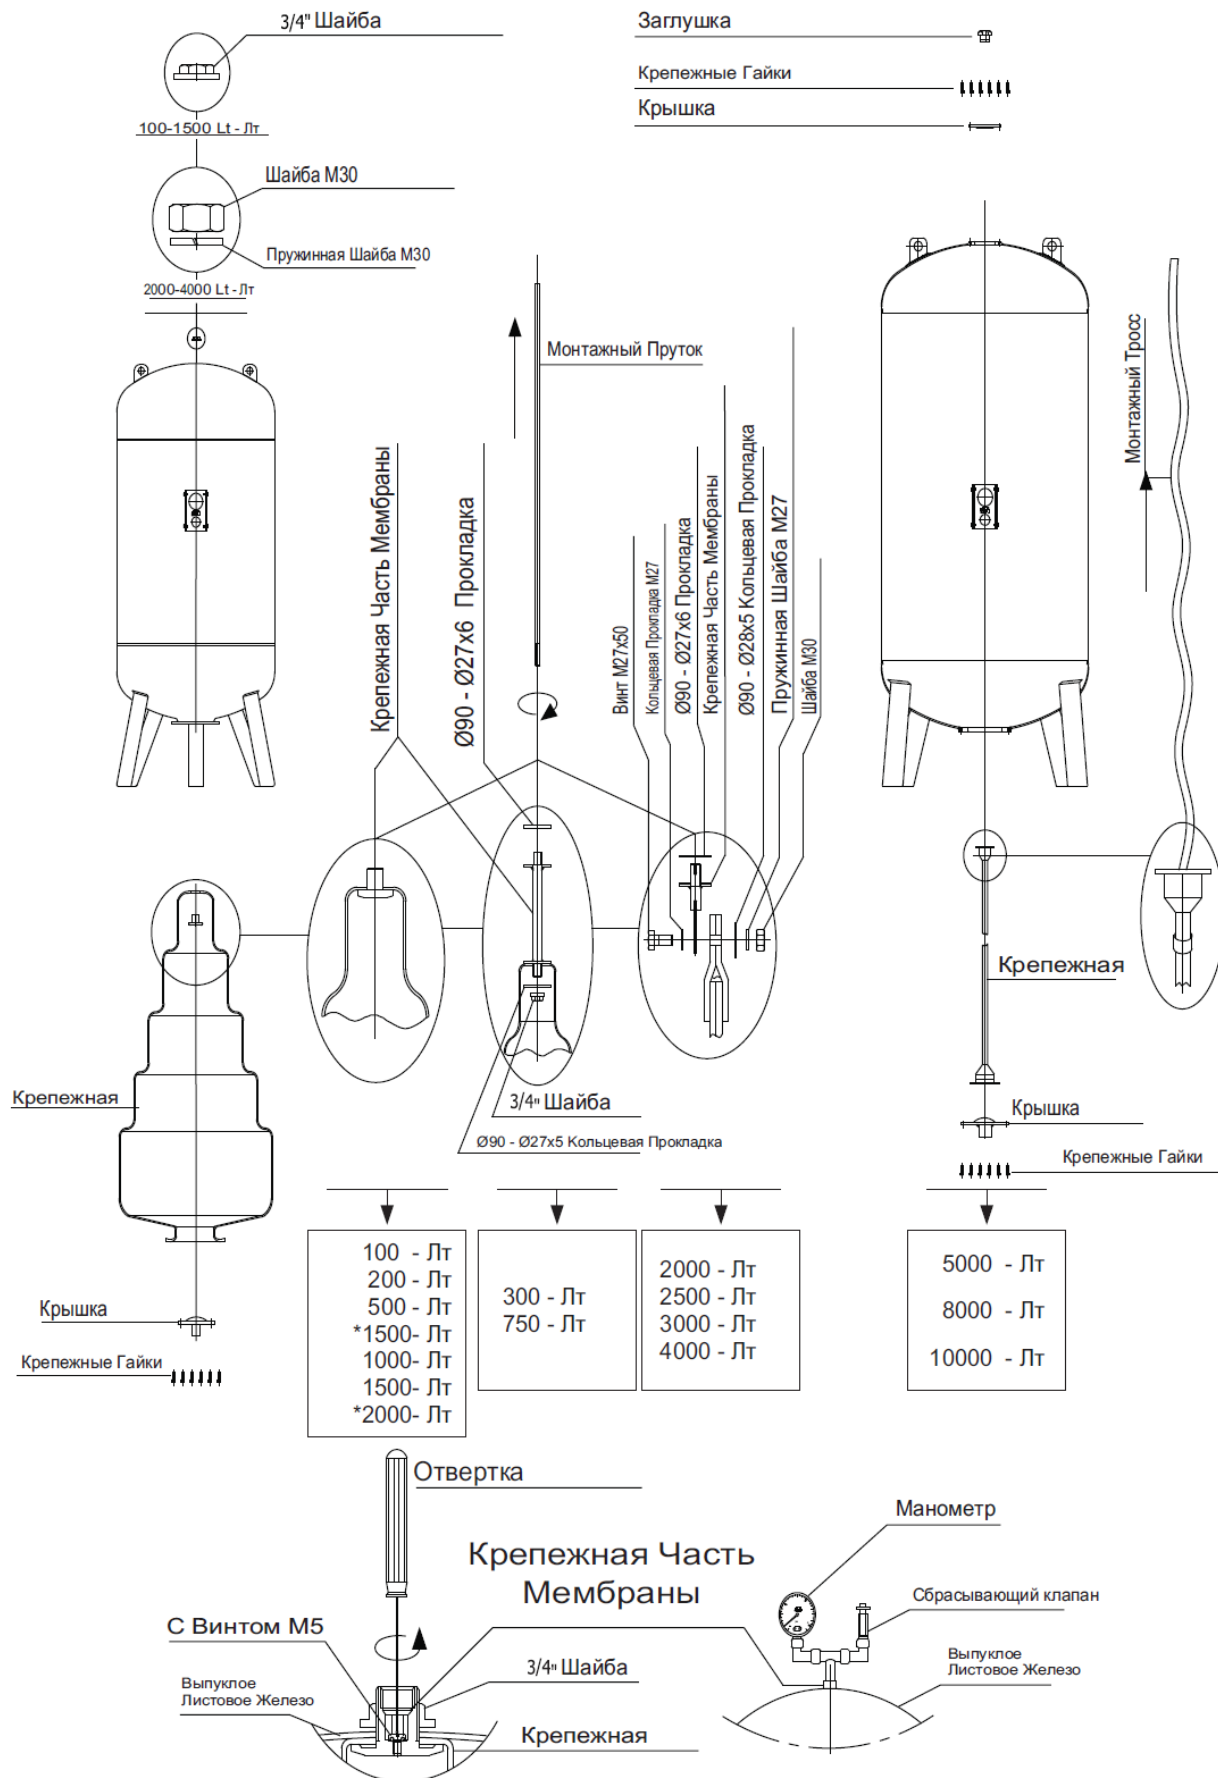 3/4" Шайба
100-1500 Lt - Лт
Шайба М30
Пружинная Шайба М30
2000-4000 Lt - Лт
Заглушка
Крепежные Гайки
Крышка
Монтажный Пруток
Монтажный Тросс
Крепежная Часть Мембраны
Ø90 - Ø27x6 Прокладка
Винт М27х50
Кольцевая Прокладка М27
Ø90 - Ø27x6 Прокладка
Крепежная Часть Мембраны
Ø90 - Ø28x5 Кольцевая Прокладка
Пружинная Шайба М27
Шайба М30
Крепежная
Крепежная
3/4" Шайба
Ø90 - Ø27x5 Кольцевая Прокладка
Крышка
Крепежные Гайки
Крышка
Крепежные Гайки
100 - Лт
200 - Лт
500 - Лт
*1500- Лт
1000- Лт
1500- Лт
*2000- Лт
300 - Лт
750 - Лт
2000 - Лт
2500 - Лт
3000 - Лт
4000 - Лт
5000 - Лт
8000 - Лт
10000 - Лт
Отвертка
Крепежная Часть
Мембраны
С Винтом М5
Выпуклое
Листовое Железо
3/4" Шайба
Крепежная
Манометр
Сбрасывающий клапан
Выпуклое
Листовое Железо